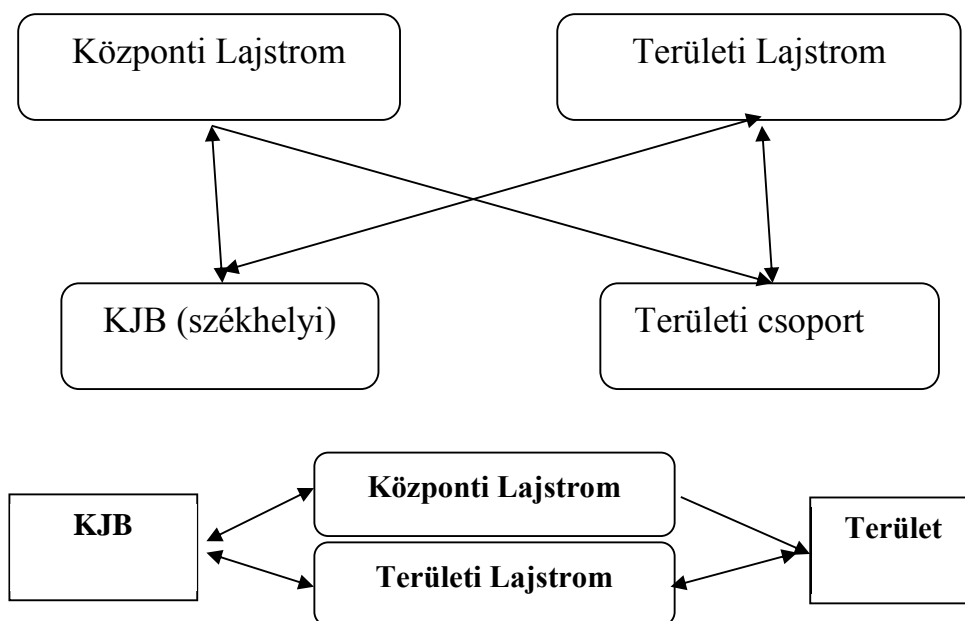 Központi Lajstrom
Területi Lajstrom
KJB (székhelyi)
Területi csoport
Központi Lajstrom
KJB
Terület
Területi Lajstrom